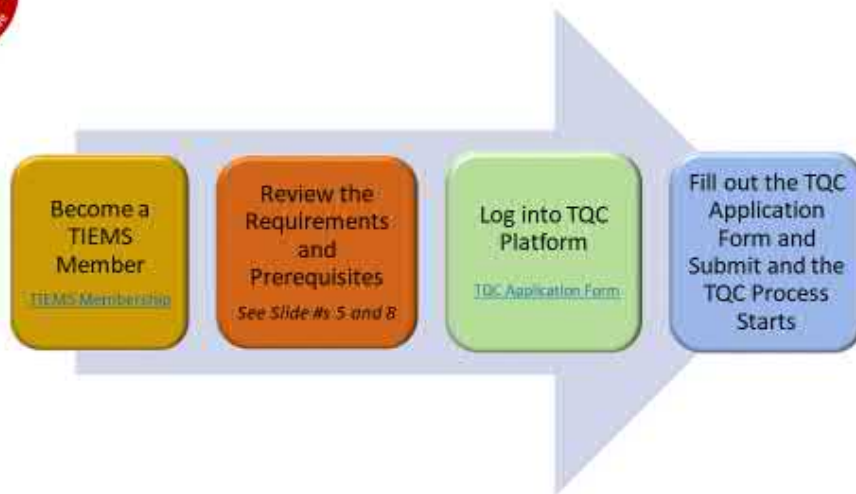 Become a
TIEMS
Member
TIEMS Membership
Review the
Requirements
and
Prerequisites
See Slide #s 5 and 8
Log into TQC
Platform
TQC Application Form
Fill out the TQC
Application
Form and
Submit and the
TQC Process
Starts